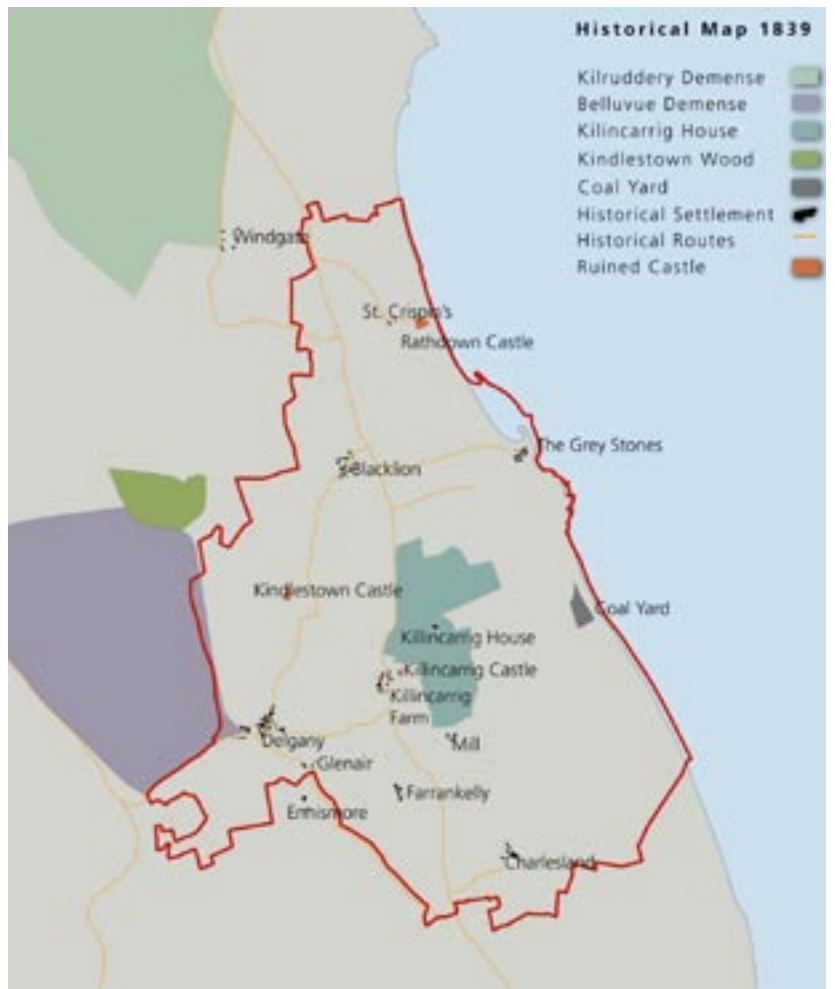 Historical Map 1839
Kilruddery Demense
Belluvue Demense
Kilincarrig House
Kindlestown Wood
Coal Yard
Historical Settlement
Historical Routes
Ruined Castle
Windgate
St. Crispin's
Rathdown Castle
The Grey Stones
Blacklion
Kindlestown Castle
Coal Yard
Killincarrig House
Killincarrig Castle
Killincarrig
Farm
Delgany
Mill
Glenair
Farrankelly
Ennismore
Charlesland